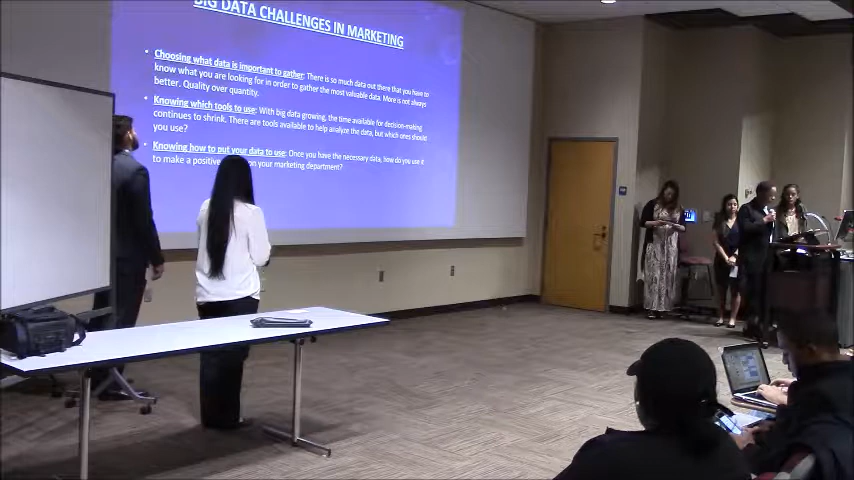 BIG DATA CHALLENGES IN MARKETING
• Choosing what data is important to gather: There is so much data out there that you have to
know what you are looking for in order to gather the most valuable data. More is not always
better. Quality over quantity.
• Knowing which tools to use: With big data growing, the time available for decision-making
continues to shrink. There are tools available to help analyze the data, but which ones should
you use?
• Knowing how to put your data to use: Once you have the necessary data, how do you use it
to make a positive on your marketing department?